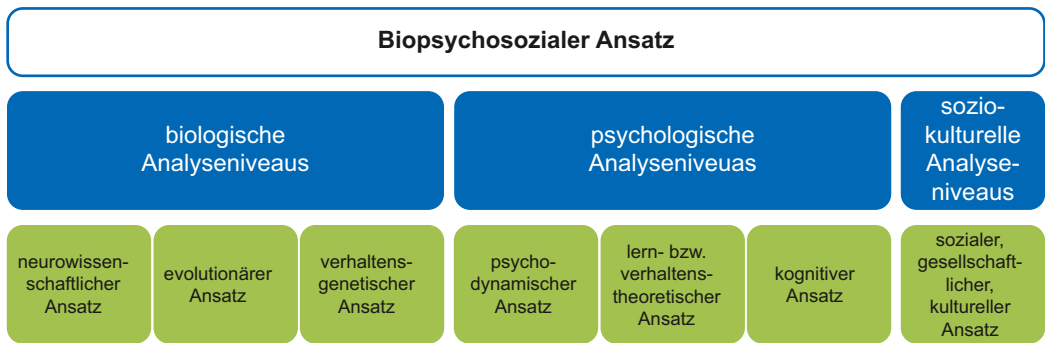 Biopsychosozialer Ansatz
biologische
Analyseniveaus
psychologische
Analyseniveuas
sozio-
kulturelle
Analyse-
niveaus
neurowissen-
schaftlicher
Ansatz
evolutionärer
Ansatz
verhaltens-
genetischer
Ansatz
psycho-
dynamischer
Ansatz
lern- bzw.
verhaltens-
theoretischer
Ansatz
kognitiver
Ansatz
sozialer,
gesellschaft-
licher,
kultureller
Ansatz